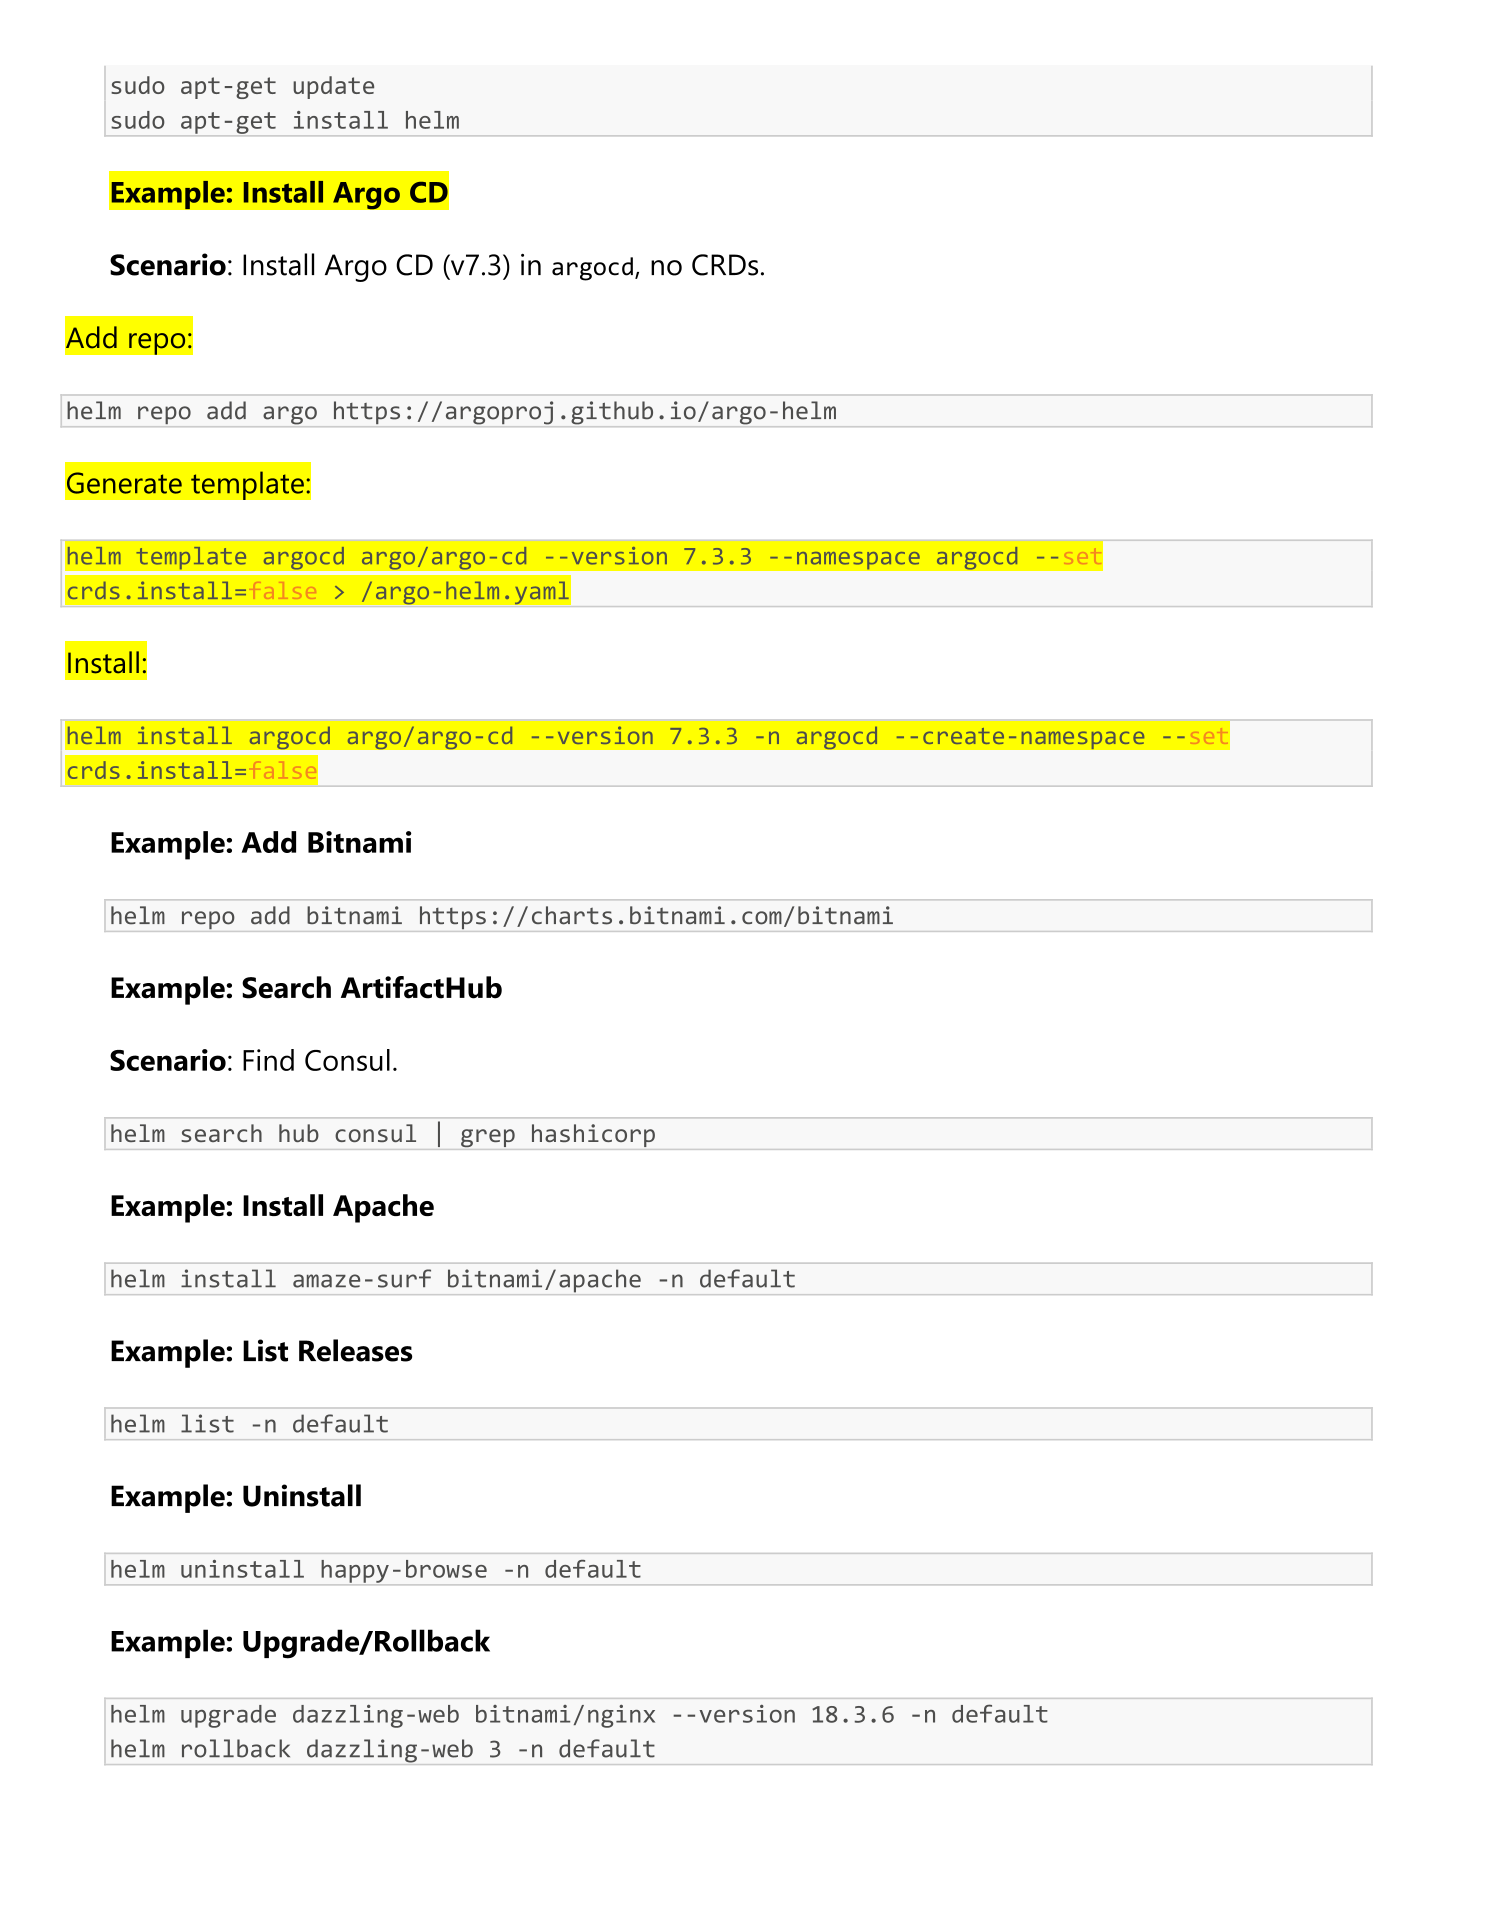 sudo apt-get update
sudo apt-get install helm
Example: Install Argo CD
Scenario: Install Argo CD (v7.3) in argocd, no CRDs.
Add repo:
helm repo add argo https://argoproj.github.io/argo-helm
Generate template:
helm template argocd argo/argo-cd --version 7.3.3 --namespace argocd --set
crds.install=false > /argo-helm.yaml
Install:
helm install argocd argo/argo-cd --version 7.3.3 -n argocd --create-namespace --set
crds.install=false
Example: Add Bitnami
helm repo add bitnami https://charts.bitnami.com/bitnami
Example: Search ArtifactHub
Scenario: Find Consul.
helm search hub consul | grep hashicorp
Example: Install Apache
helm install amaze-surf bitnami/apache -n default
Example: List Releases
helm list -n default
Example: Uninstall
helm uninstall happy-browse -n default
Example: Upgrade/Rollback
helm upgrade dazzling-web bitnami/nginx --version 18.3.6 -n default
helm rollback dazzling-web 3 -n default